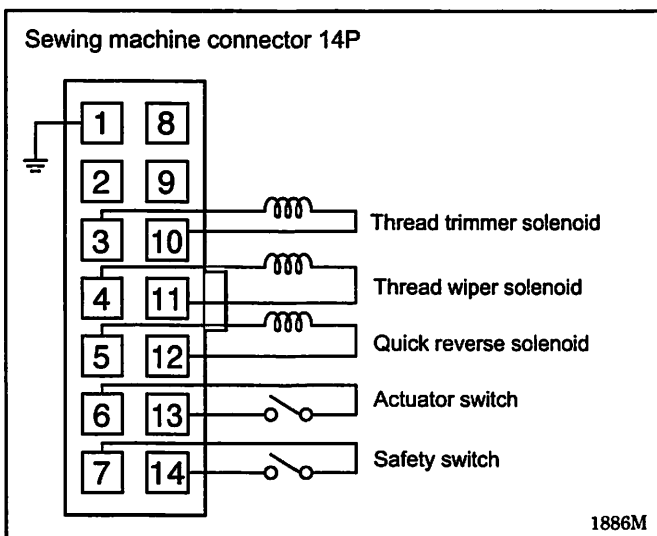 Sewing machine connector 14P
1 8
2 9
3 10
Thread trimmer solenoid
4 11
Thread wiper solenoid
5 12
Quick reverse solenoid
6 13
Actuator switch
7 14
Safety switch
1886M